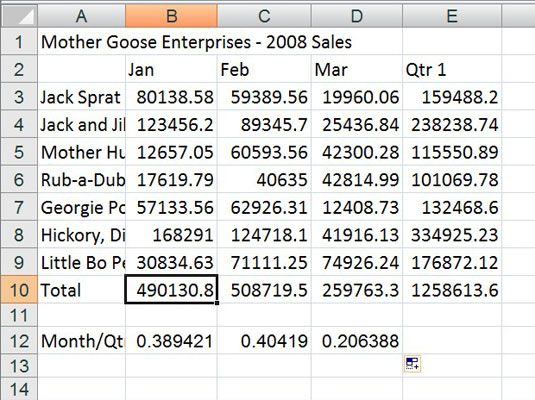 A B C D E
1 Mother Goose Enterprises - 2008 Sales
2 Jan Feb Mar Qtr 1
3 Jack Sprat 80138.58 59389.56 19960.06 159488.2
4 Jack and Jil 123456.2 89345.7 25436.84 238238.74
5 Mother Hu 12657.05 60593.56 42300.28 115550.89
6 Rub-a-Dub 17619.79 40635 42814.99 101069.78
7 Georgie Po 57133.56 62926.31 12408.73 132468.6
8 Hickory, Di 168291 124718.1 41916.13 334925.23
9 Little Bo Pe 30834.63 71111.25 74926.24 176872.12
10 Total 490130.8 508719.5 259763.3 1258613.6
11
12 Month/Qt 0.389421 0.40419 0.206388
13
14